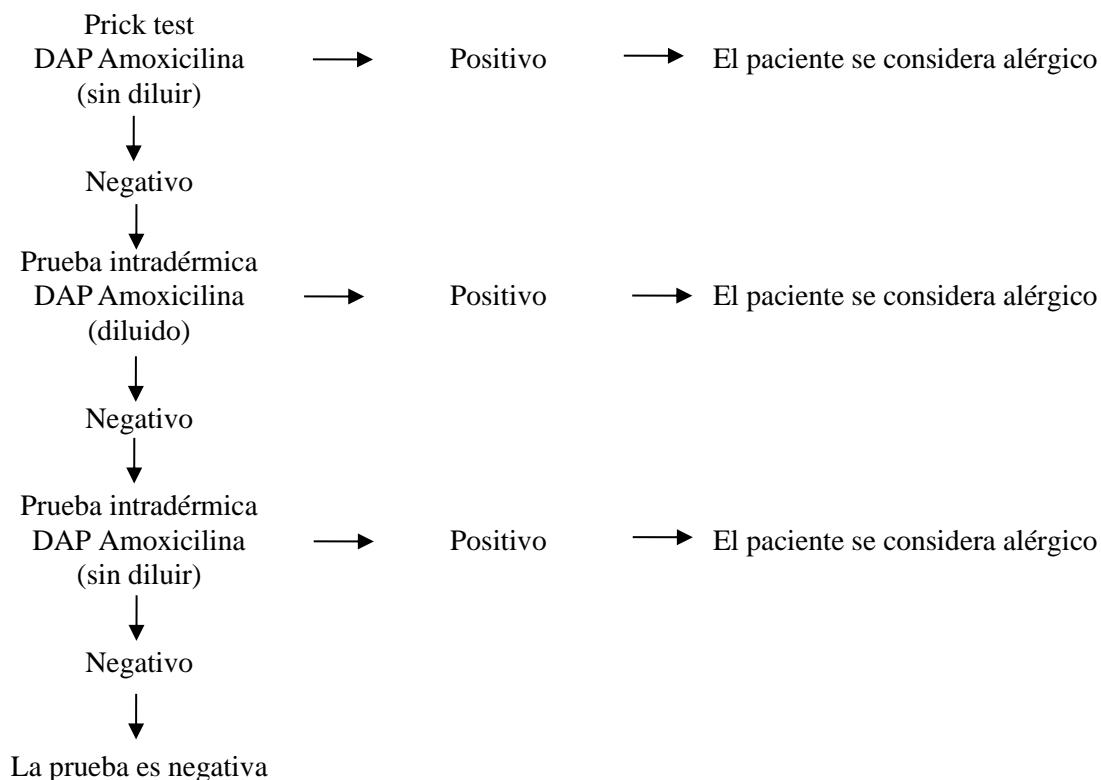 Prick test
DAP Amoxicilina
(sin diluir)
Positivo
El paciente se considera alérgico
Negativo
Prueba intradérmica
DAP Amoxicilina
(diluido)
Positivo
El paciente se considera alérgico
Negativo
Prueba intradérmica
DAP Amoxicilina
(sin diluir)
Positivo
El paciente se considera alérgico
Negativo
La prueba es negativa